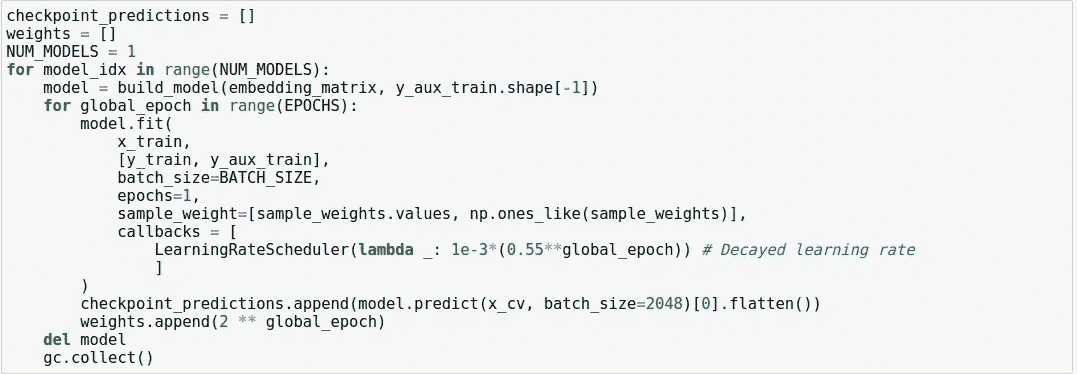 checkpoint_predictions = []
weights = []
NUM_MODELS = 1
for model_idx in range(NUM_MODELS):
    model = build_model(embedding_matrix, y_aux_train.shape[-1])
    for global_epoch in range(EPOCHS):
        model.fit(
            x_train,
            [y_train, y_aux_train],
            batch_size=BATCH_SIZE,
            epochs=1,
            sample_weight=[sample_weights.values, np.ones_like(sample_weights)],
            callbacks = [
                LearningRateScheduler(lambda _: 1e-3*(0.55**global_epoch)) # Decayed learning rate
                ]
        )
        checkpoint_predictions.append(model.predict(x_cv, batch_size=2048)[0].flatten())
        weights.append(2 ** global_epoch)
    del model
    gc.collect()